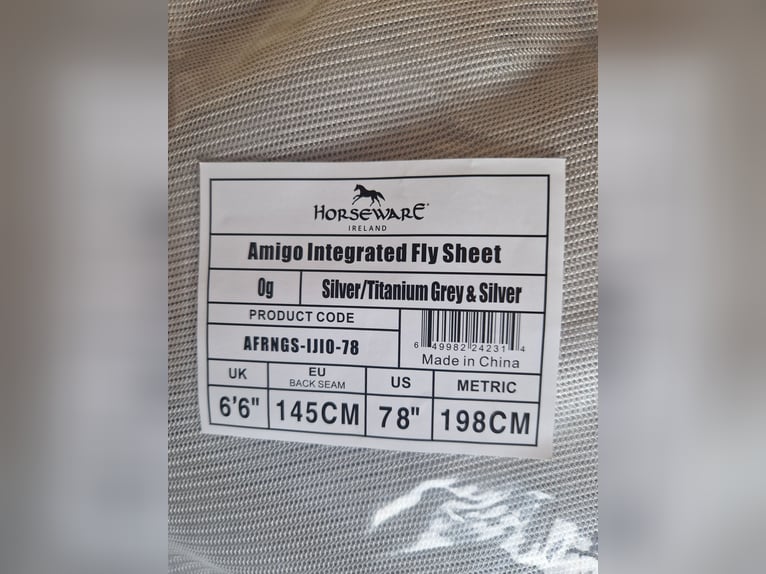 HORSEWARE
IRELAND
Amigo Integrated Fly Sheet
0g Silver/Titanium Grey & Silver
PRODUCT CODE
AFRNGS-IJI0-78
6 49982 24231 4
Made in China
UK EU BACK SEAM US METRIC
6'6" 145CM 78" 198CM